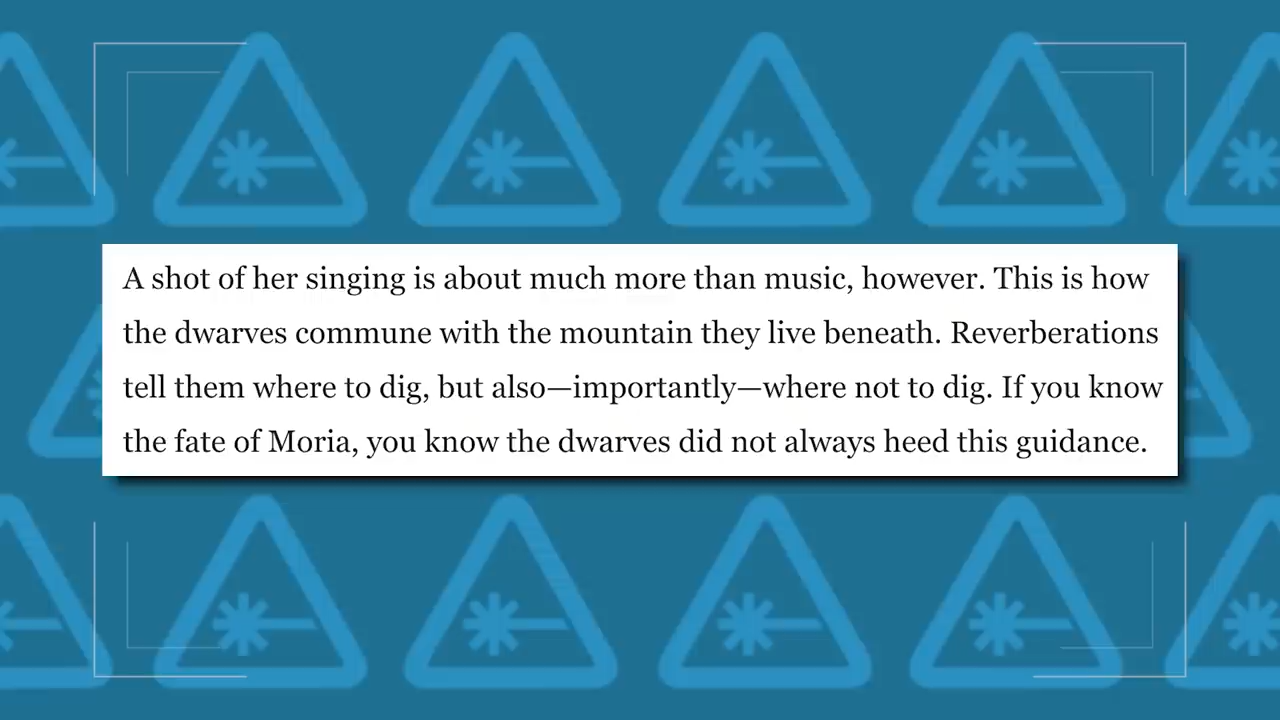 A shot of her singing is about much more than music, however. This is how
the dwarves commune with the mountain they live beneath. Reverberations
tell them where to dig, but also—importantly—where not to dig. If you know
the fate of Moria, you know the dwarves did not always heed this guidance.